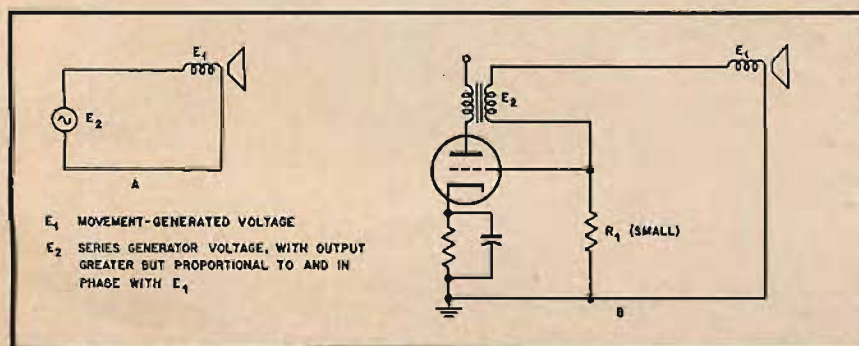 E₁
E₂
A
E₁ MOVEMENT-GENERATED VOLTAGE
E₂ SERIES GENERATOR VOLTAGE, WITH OUTPUT
GREATER BUT PROPORTIONAL TO AND IN
PHASE WITH E₁
E₁
E₂
R₁ (SMALL)
B